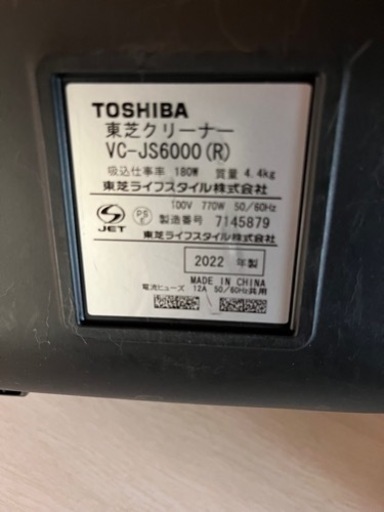 TOSHIBA
東芝クリーナー
VC-JS6000(R)
吸込仕事率 180W 質量 4.4kg
東芝ライフスタイル株式会社
100V 770W 50/60Hz
S JET PS E 製造番号 7145879
東芝ライフスタイル株式会社
2022 年製
MADE IN CHINA
電流ヒューズ 12A 50/60Hz共用